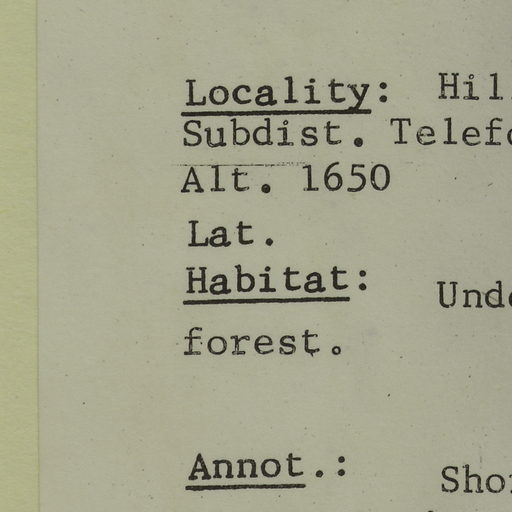 Locality: Hil
Subdist. Telefo
Alt. 1650
Lat.
Habitat: Unde
forest.
Annot.: Sho